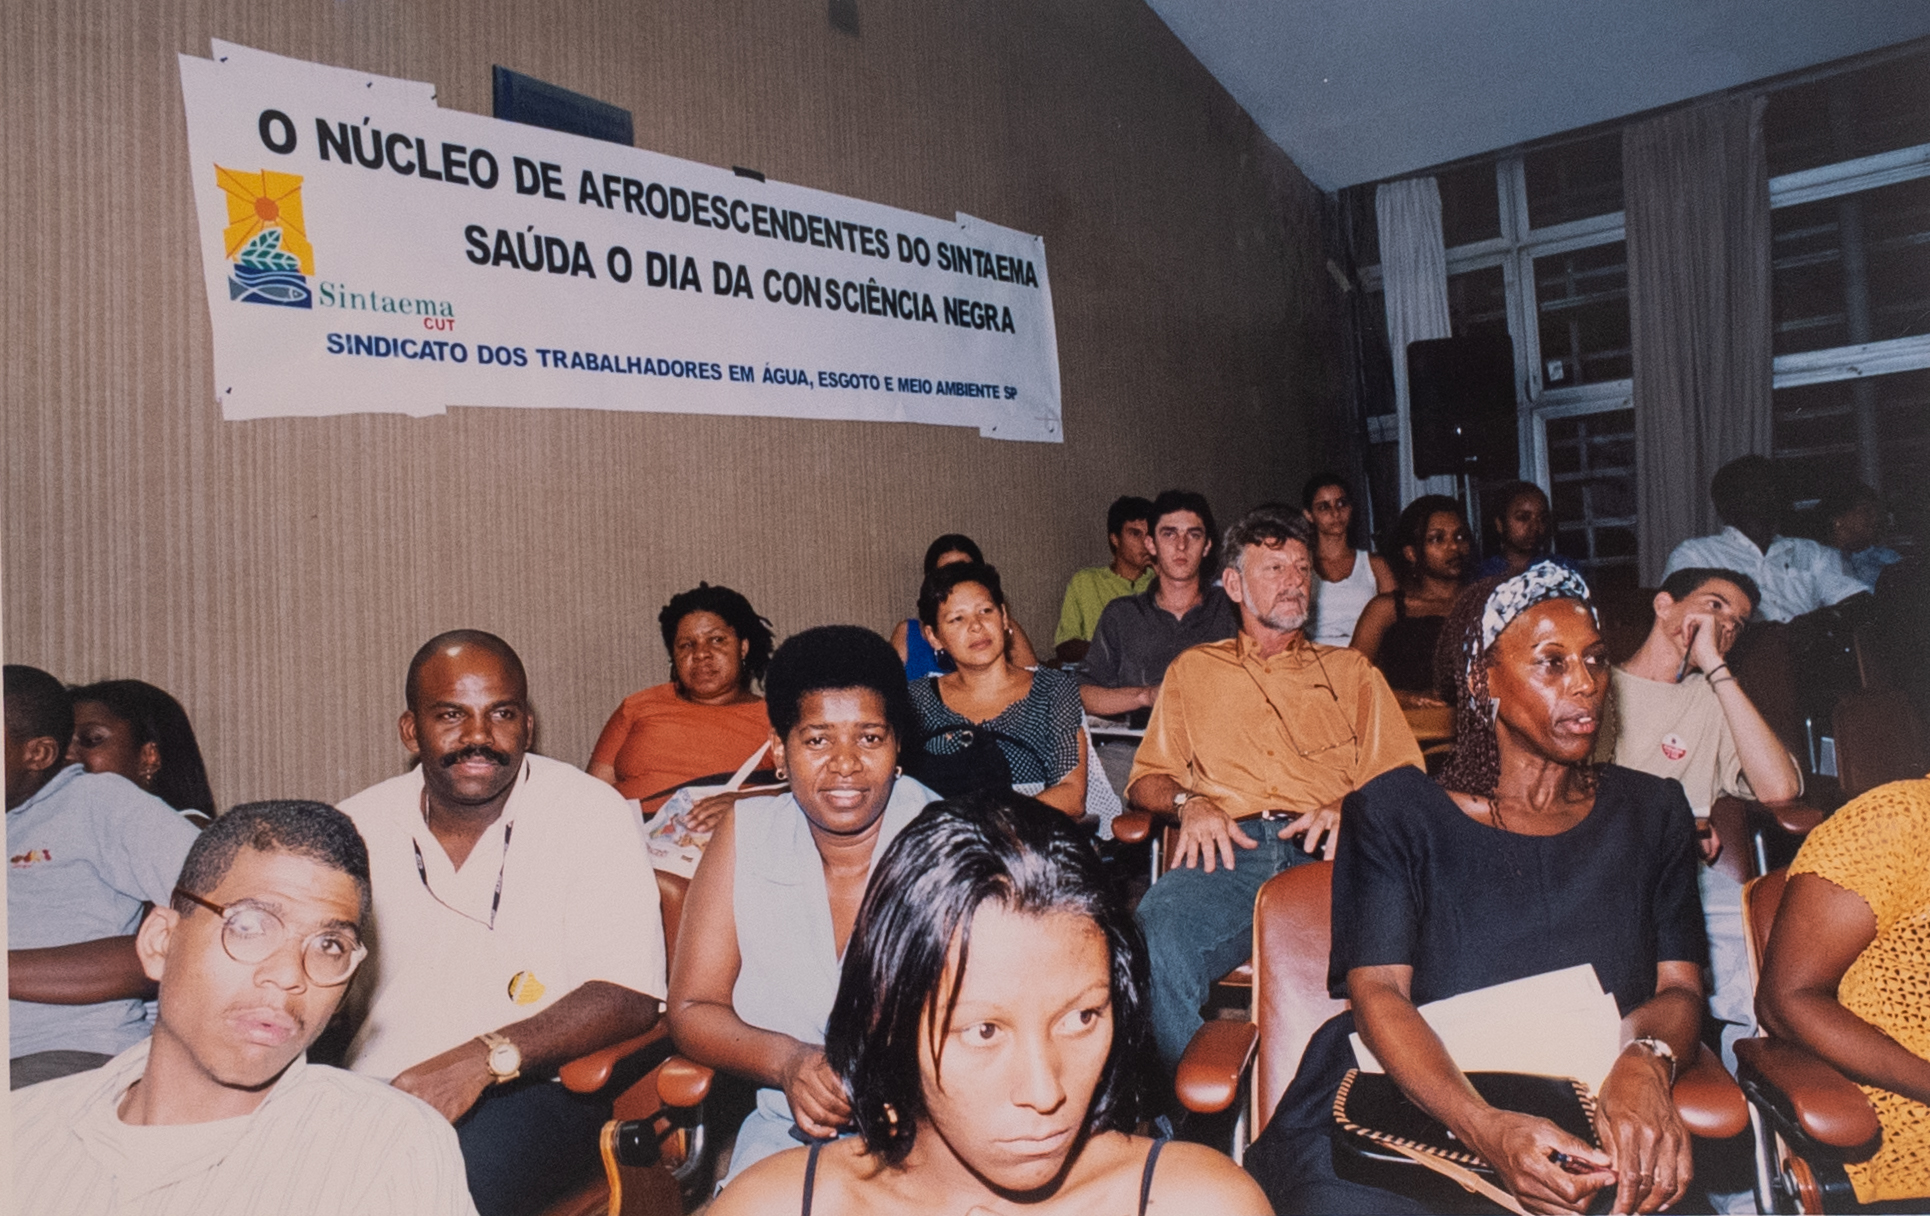 O NÚCLEO DE AFRODESCENDENTES DO SINTAEMA
SAÚDA O DIA DA CONSCIÊNCIA NEGRA
Sintaema
CUT
SINDICATO DOS TRABALHADORES EM ÁGUA, ESGOTO E MEIO AMBIENTE SP